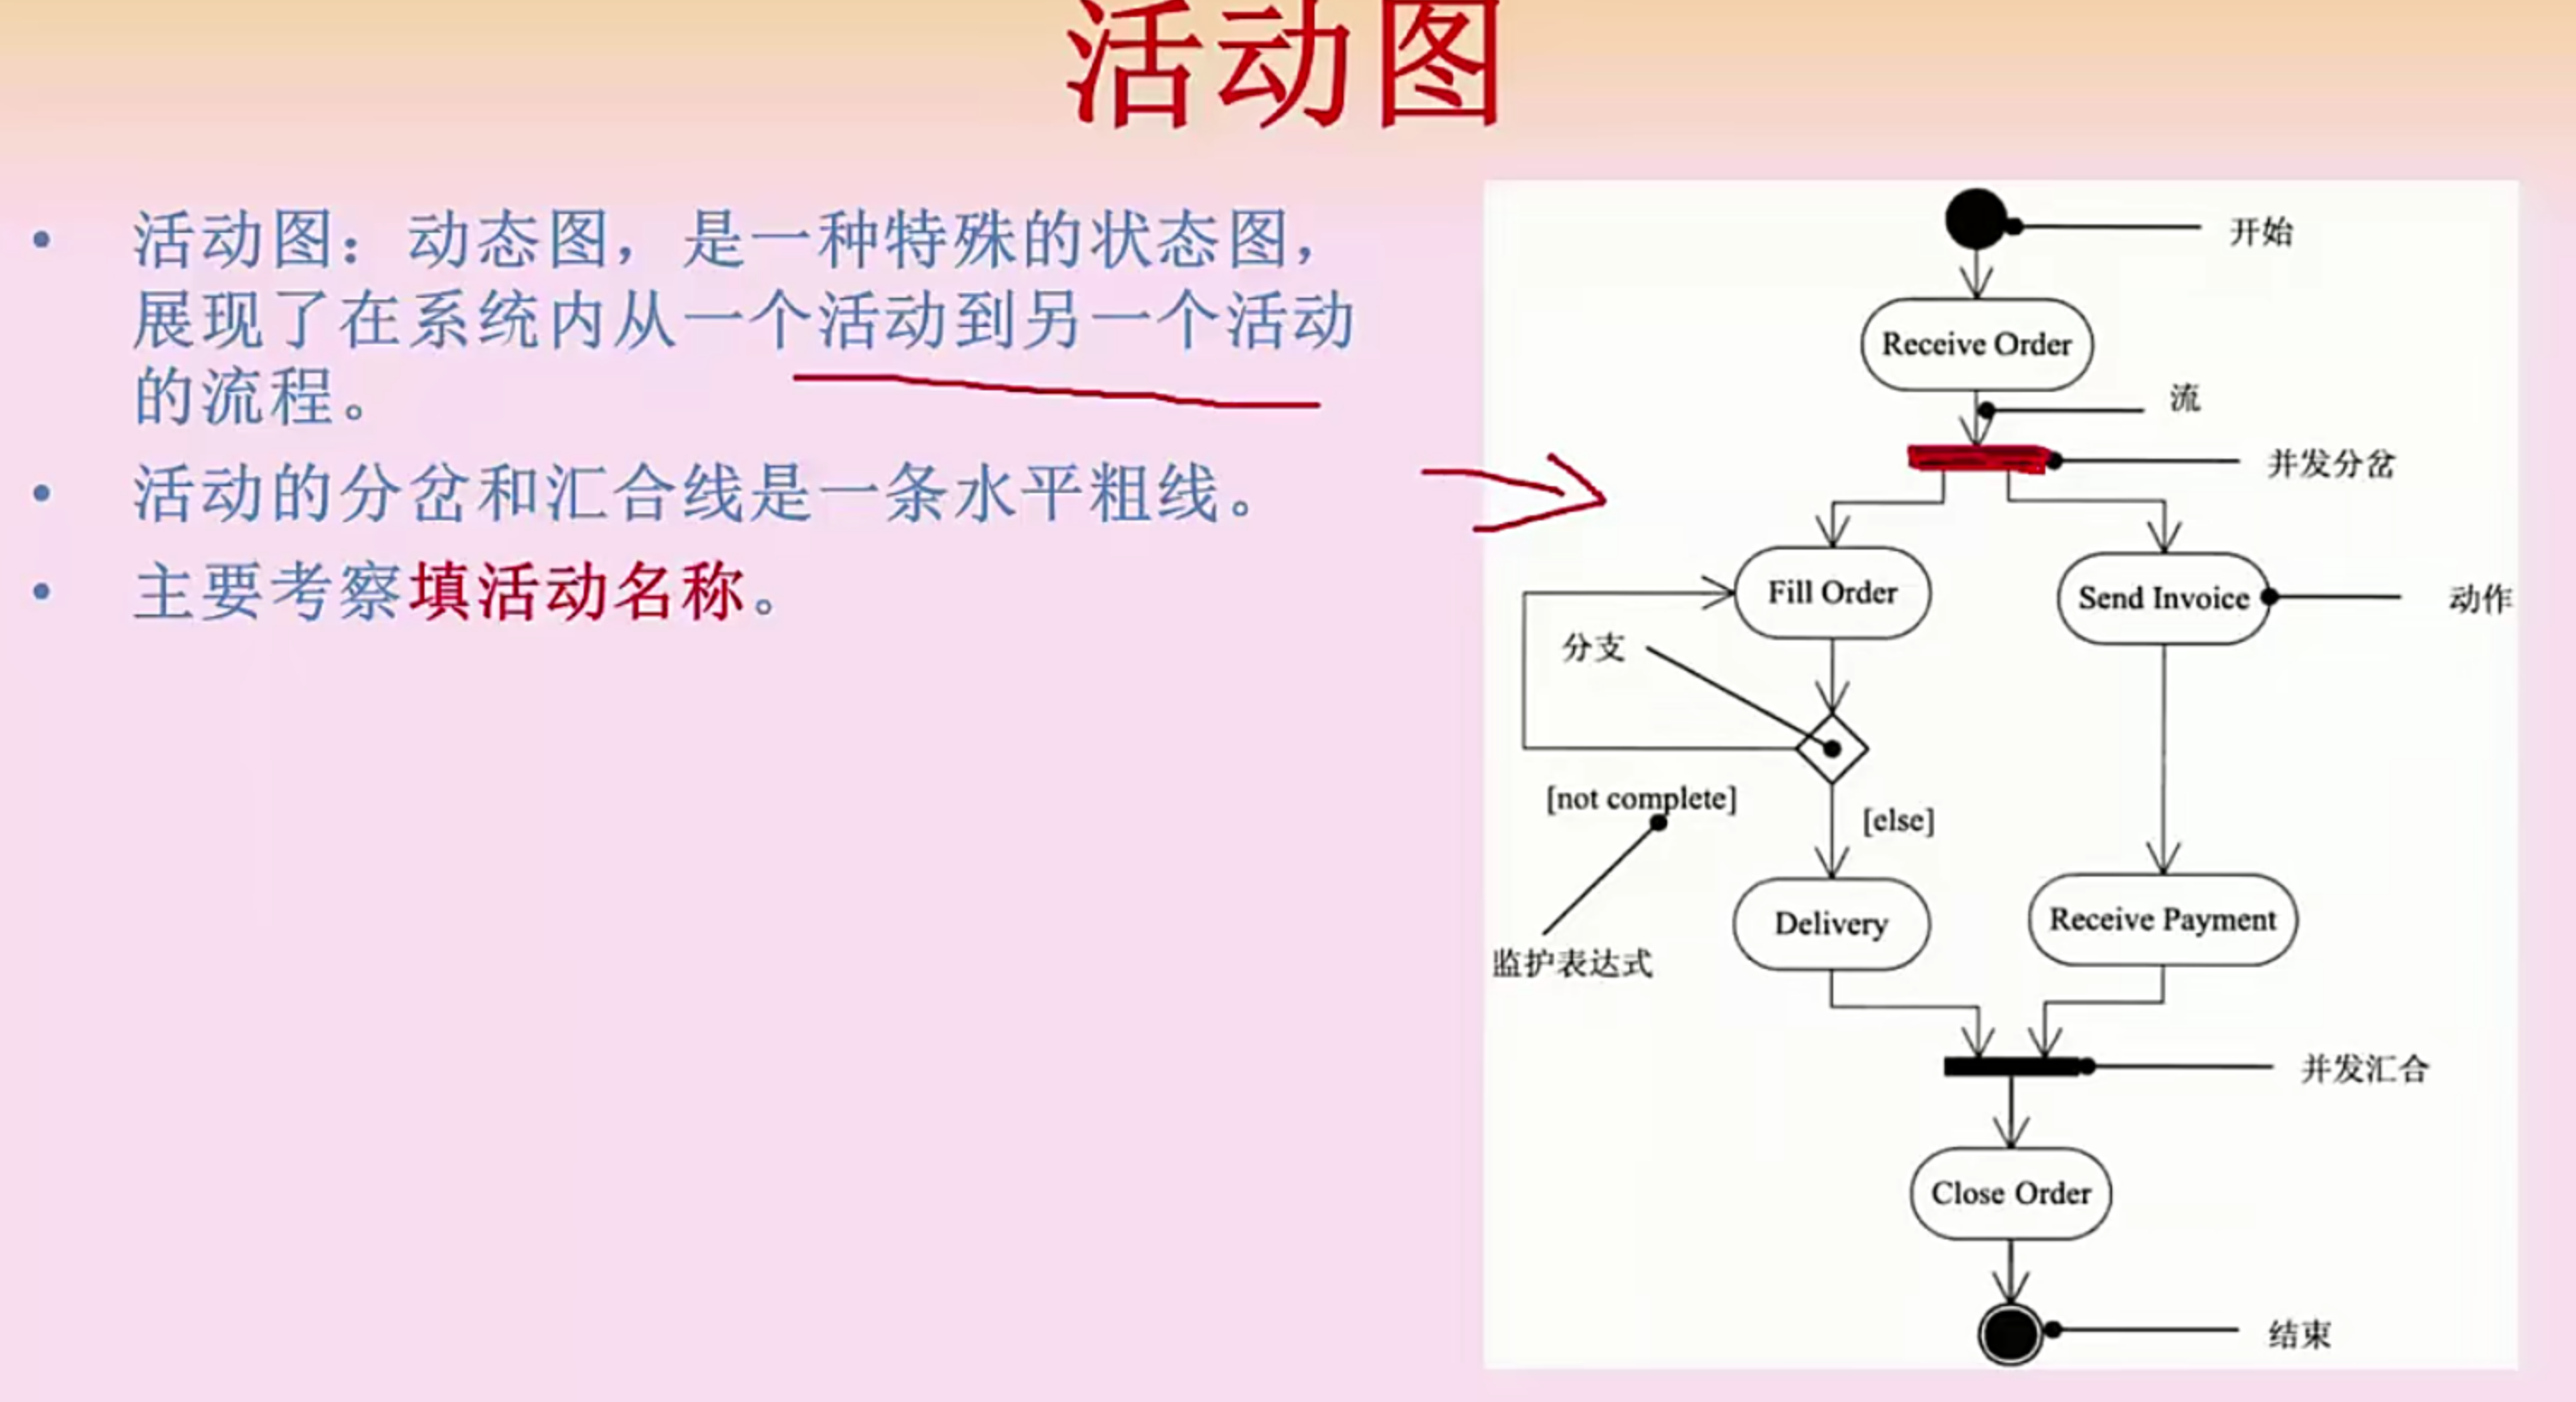 活动图
活动图：动态图，是一种特殊的状态图，
展现了在系统内从一个活动到另一个活动
的流程。
活动的分岔和汇合线是一条水平粗线。
主要考察填活动名称。
开始
Receive Order
流
并发分岔
Fill Order
Send Invoice
动作
分支
[not complete]
[else]
监护表达式
Delivery
Receive Payment
并发汇合
Close Order
结束